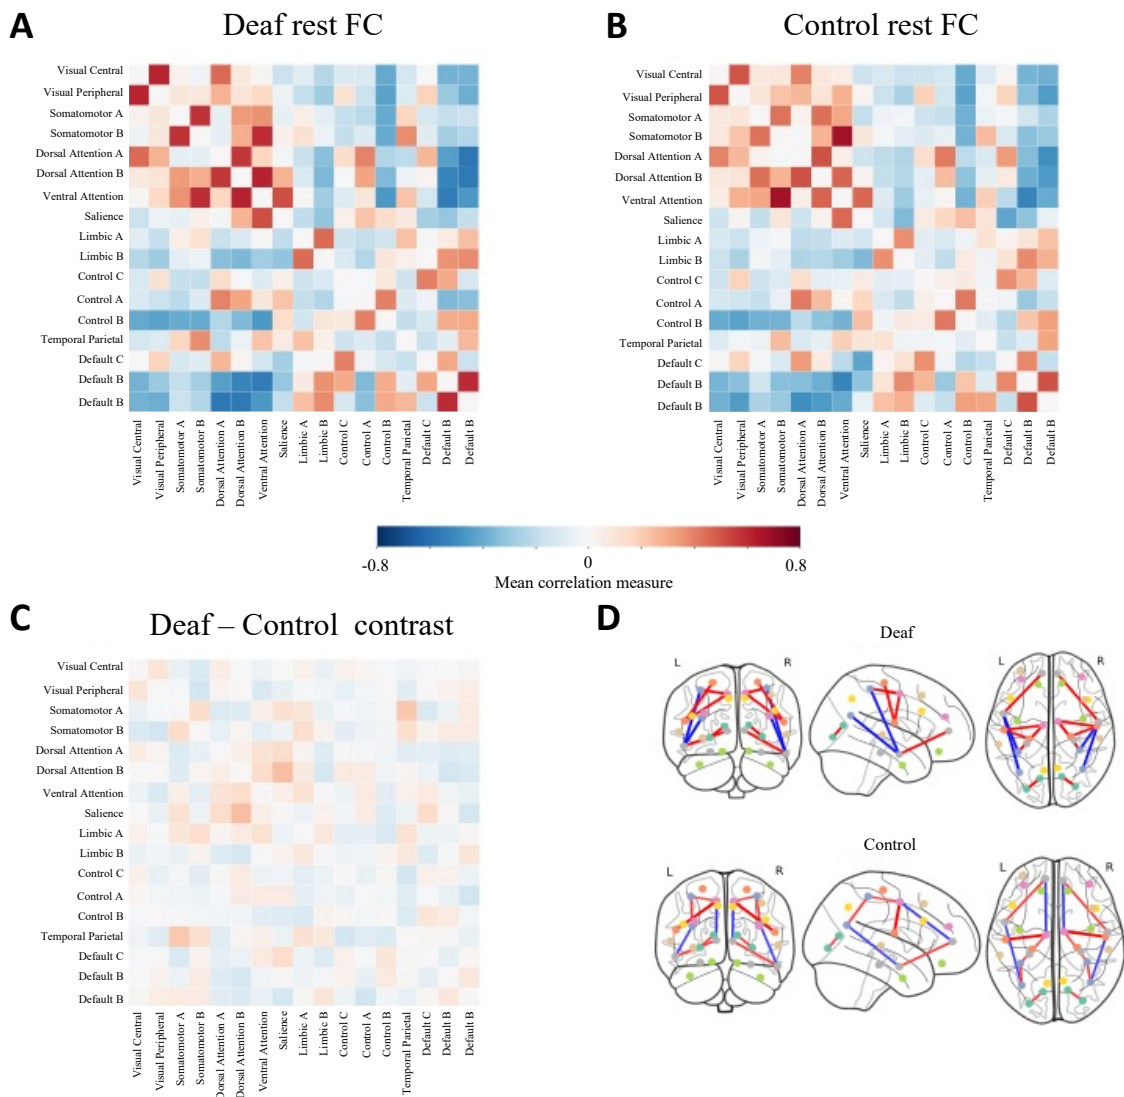 A
Deaf rest FC
Visual Central
Visual Peripheral
Somatomotor A
Somatomotor B
Dorsal Attention A
Dorsal Attention B
Ventral Attention
Salience
Limbic A
Limbic B
Control C
Control A
Control B
Temporal Parietal
Default C
Default B
Default B
Visual Central
Visual Peripheral
Somatomotor A
Somatomotor B
Dorsal Attention A
Dorsal Attention B
Ventral Attention
Salience
Limbic A
Limbic B
Control C
Control A
Control B
Temporal Parietal
Default C
Default B
Default B
B
Control rest FC
Visual Central
Visual Peripheral
Somatomotor A
Somatomotor B
Dorsal Attention A
Dorsal Attention B
Ventral Attention
Salience
Limbic A
Limbic B
Control C
Control A
Control B
Temporal Parietal
Default C
Default B
Default B
Visual Central
Visual Peripheral
Somatomotor A
Somatomotor B
Dorsal Attention A
Dorsal Attention B
Ventral Attention
Salience
Limbic A
Limbic B
Control C
Control A
Control B
Temporal Parietal
Default C
Default B
Default B
-0.8 0 0.8
Mean correlation measure
C
Deaf – Control contrast
Visual Central
Visual Peripheral
Somatomotor A
Somatomotor B
Dorsal Attention A
Dorsal Attention B
Ventral Attention
Salience
Limbic A
Limbic B
Control C
Control A
Control B
Temporal Parietal
Default C
Default B
Default B
Visual Central
Visual Peripheral
Somatomotor A
Somatomotor B
Dorsal Attention A
Dorsal Attention B
Ventral Attention
Salience
Limbic A
Limbic B
Control C
Control A
Control B
Temporal Parietal
Default C
Default B
Default B
D
Deaf
L R L R
Control
L R L R